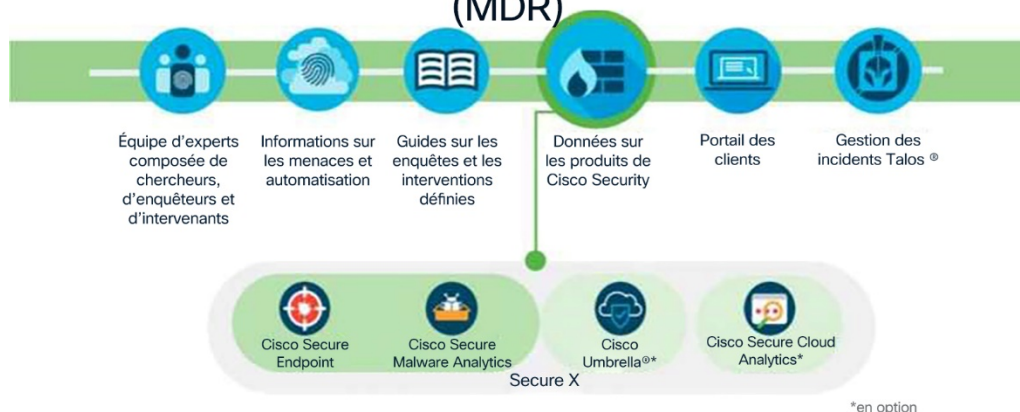 (MDR)
Équipe d'experts
composée de
chercheurs,
d'enquêteurs et
d'intervenants
Informations sur
les menaces et
automatisation
Guides sur les
enquêtes et les
interventions
définies
Données sur
les produits de
Cisco Security
Portail des
clients
Gestion des
incidents Talos ®
Cisco Secure
Endpoint
Cisco Secure
Malware Analytics
Cisco
Umbrella®*
Cisco Secure Cloud
Analytics*
Secure X
*en option